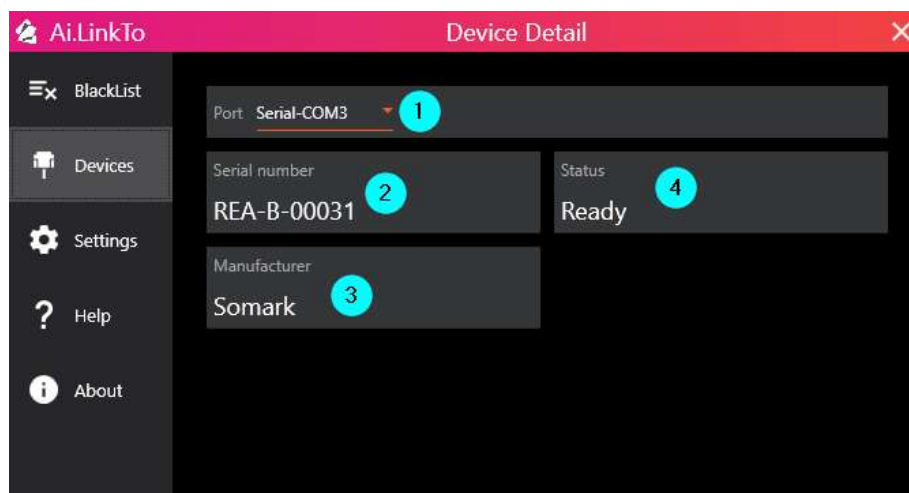 Ai.LinkTo
Device Detail
BlackList
Devices
Settings
Help
About
Port Serial-COM3 1
Serial number
REA-B-00031 2
Status
Ready 4
Manufacturer
Somark 3